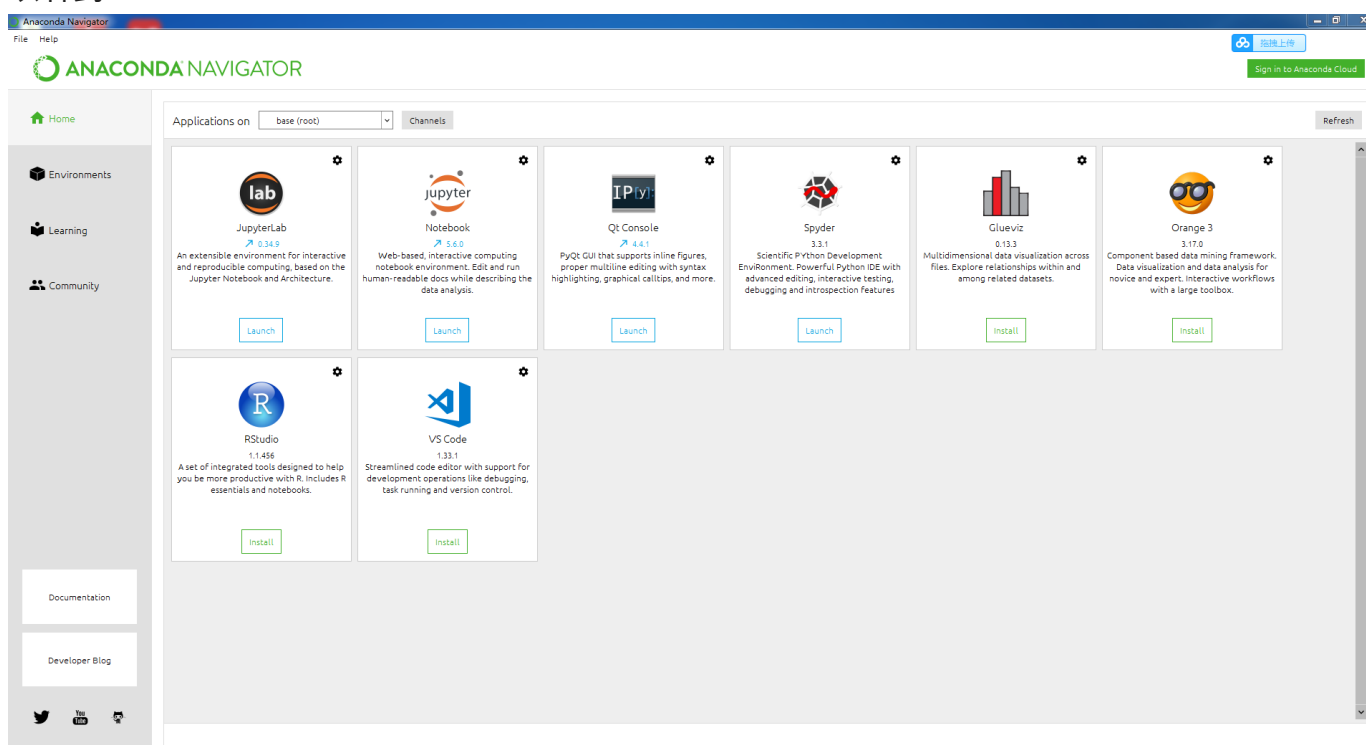 Anaconda Navigator
File Help
拖拽上传
ANACONDA NAVIGATOR
Sign in to Anaconda Cloud
Home
Environments
Learning
Community
Documentation
Developer Blog
You
Tube
Applications on base (root) Channels Refresh
lab
JupyterLab
0.34.9
An extensible environment for interactive
and reproducible computing, based on the
Jupyter Notebook and Architecture.
Launch
jupyter
Notebook
5.6.0
Web-based, interactive computing
notebook environment. Edit and run
human-readable docs while describing the
data analysis.
Launch
IP[y]:
Qt Console
4.4.1
PyQt GUI that supports inline figures,
proper multiline editing with syntax
highlighting, graphical calltips, and more.
Launch
Spyder
3.3.1
Scientific PYthon Development
EnviRonment. Powerful Python IDE with
advanced editing, interactive testing,
debugging and introspection features
Launch
Glueviz
0.13.3
Multidimensional data visualization across
files. Explore relationships within and
among related datasets.
Install
Orange 3
3.17.0
Component based data mining framework.
Data visualization and data analysis for
novice and expert. Interactive workflows
with a large toolbox.
Install
R
RStudio
1.1.456
A set of integrated tools designed to help
you be more productive with R. Includes R
essentials and notebooks.
Install
VS Code
1.33.1
Streamlined code editor with support for
development operations like debugging,
task running and version control.
Install